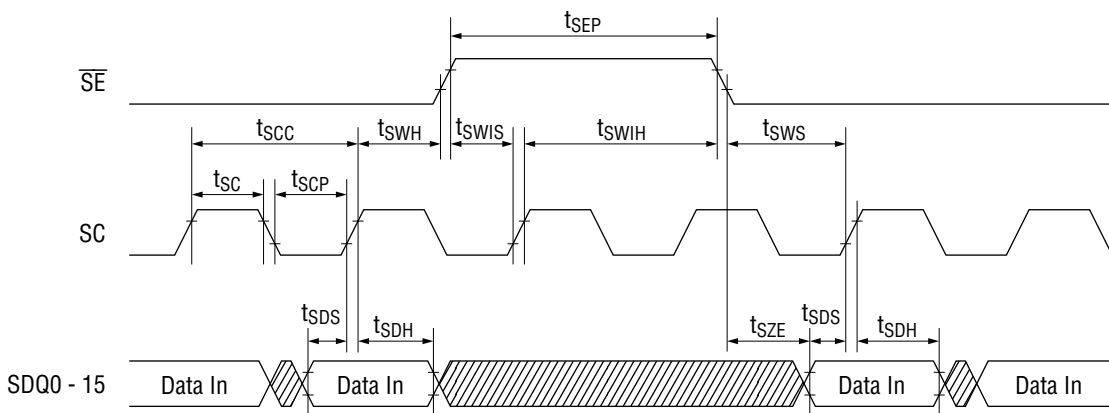 tSEP
SE
tSCC tSWH tSWIS tSWIH tSWS
tSC tSCP
SC
tSDS tSDH tSZE tSDS tSDH
SDQ0 - 15 Data In Data In Data In Data In